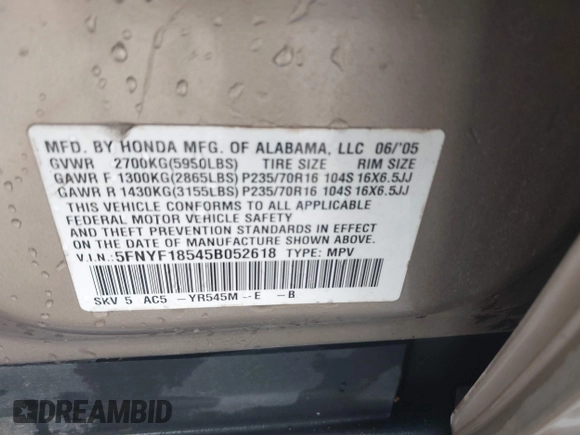 MFD. BY HONDA MFG. OF ALABAMA, LLC 06/'05
GVWR 2700KG(5950LBS) TIRE SIZE RIM SIZE
GAWR F 1300KG(2865LBS) P235/70R16 104S 16X6.5JJ
GAWR R 1430KG(3155LBS) P235/70R16 104S 16X6.5JJ
THIS VEHICLE CONFORMS TO ALL APPLICABLE
FEDERAL MOTOR VEHICLE SAFETY
AND THEFT PREVENTION STANDARDS IN EFFECT
ON THE DATE OF MANUFACTURE SHOWN ABOVE.
V.I.N.: 5FNYF18545B052618 TYPE: MPV
SKV 5 AC5 -YR545M -E -B
DREAMBID